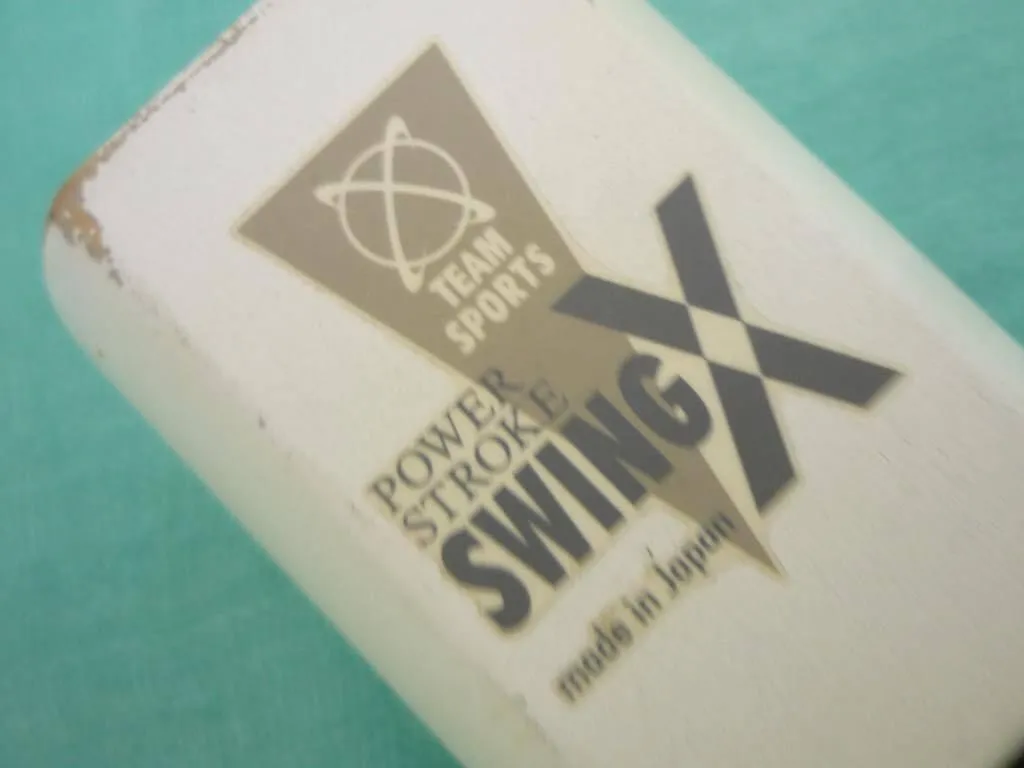 TEAM
SPORTS
POWER
STROKE
SWING X
made in Japan